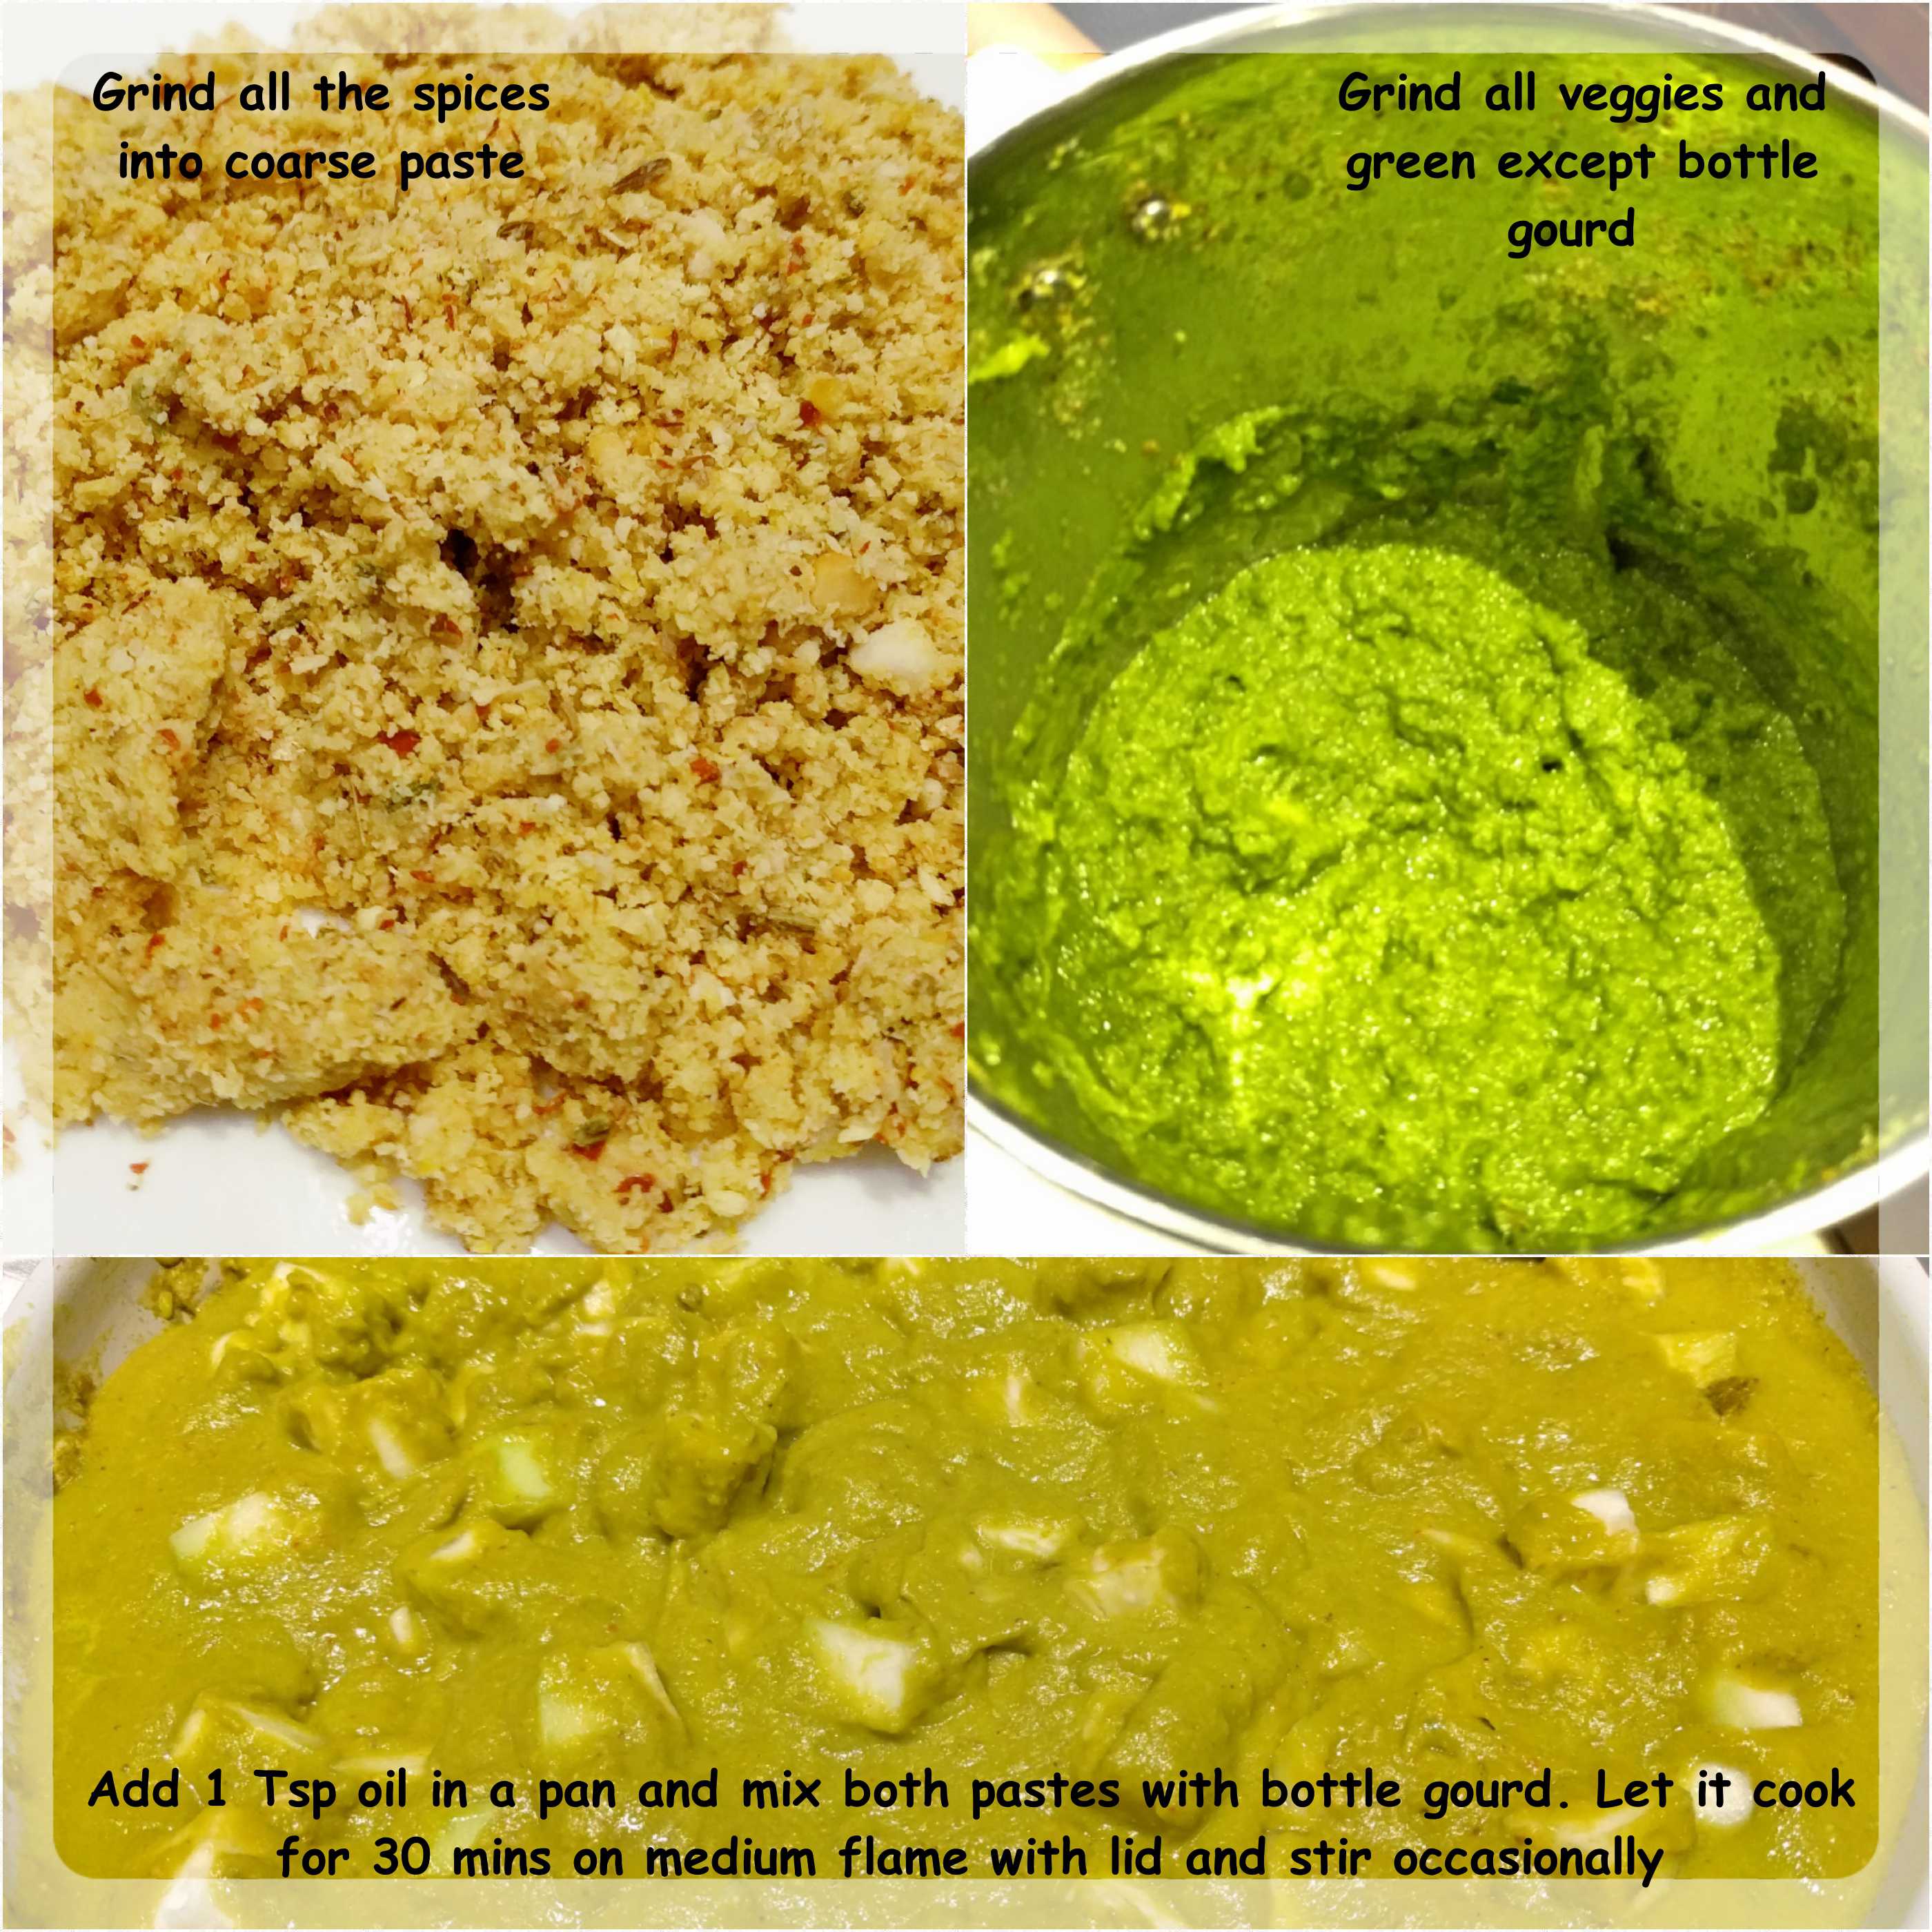 Grind all the spices
into coarse paste
Grind all veggies and
green except bottle
gourd
Add 1 Tsp oil in a pan and mix both pastes with bottle gourd. Let it cook
for 30 mins on medium flame with lid and stir occasionally